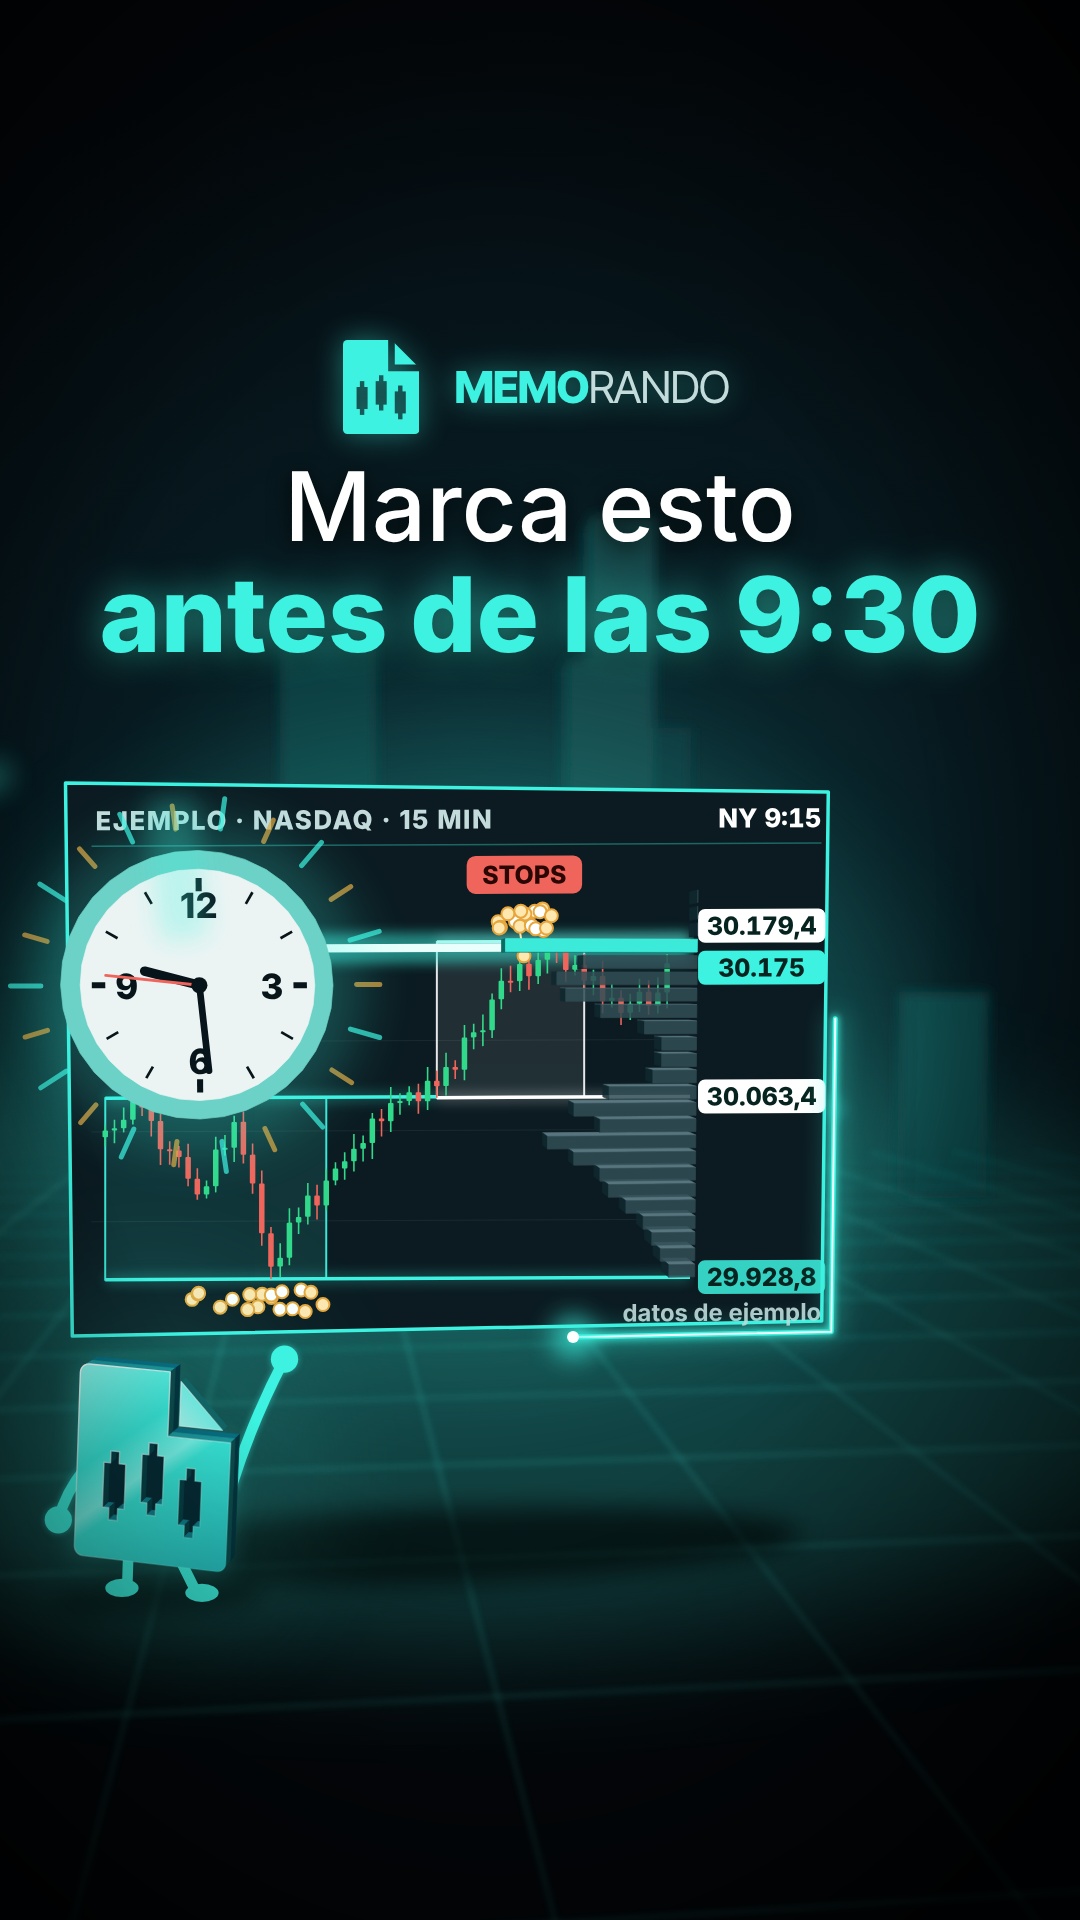 MEMORANDO
Marca esto
antes de las 9:30
EJEMPLO · NASDAQ · 15 MIN
NY 9:15
STOPS
30.179,4
30.175
12
9
3
6
30.063,4
29.928,8
datos de ejemplo